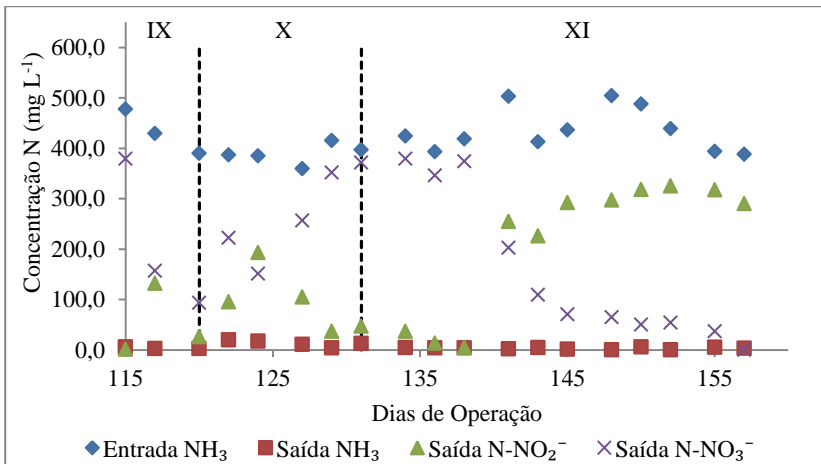 IX X XI
600,0
500,0
400,0
300,0
200,0
100,0
0,0
Concentração N (mg L⁻¹)
115 125 135 145 155
Dias de Operação
Entrada NH₃ Saída NH₃ Saída N-NO₂⁻ Saída N-NO₃⁻